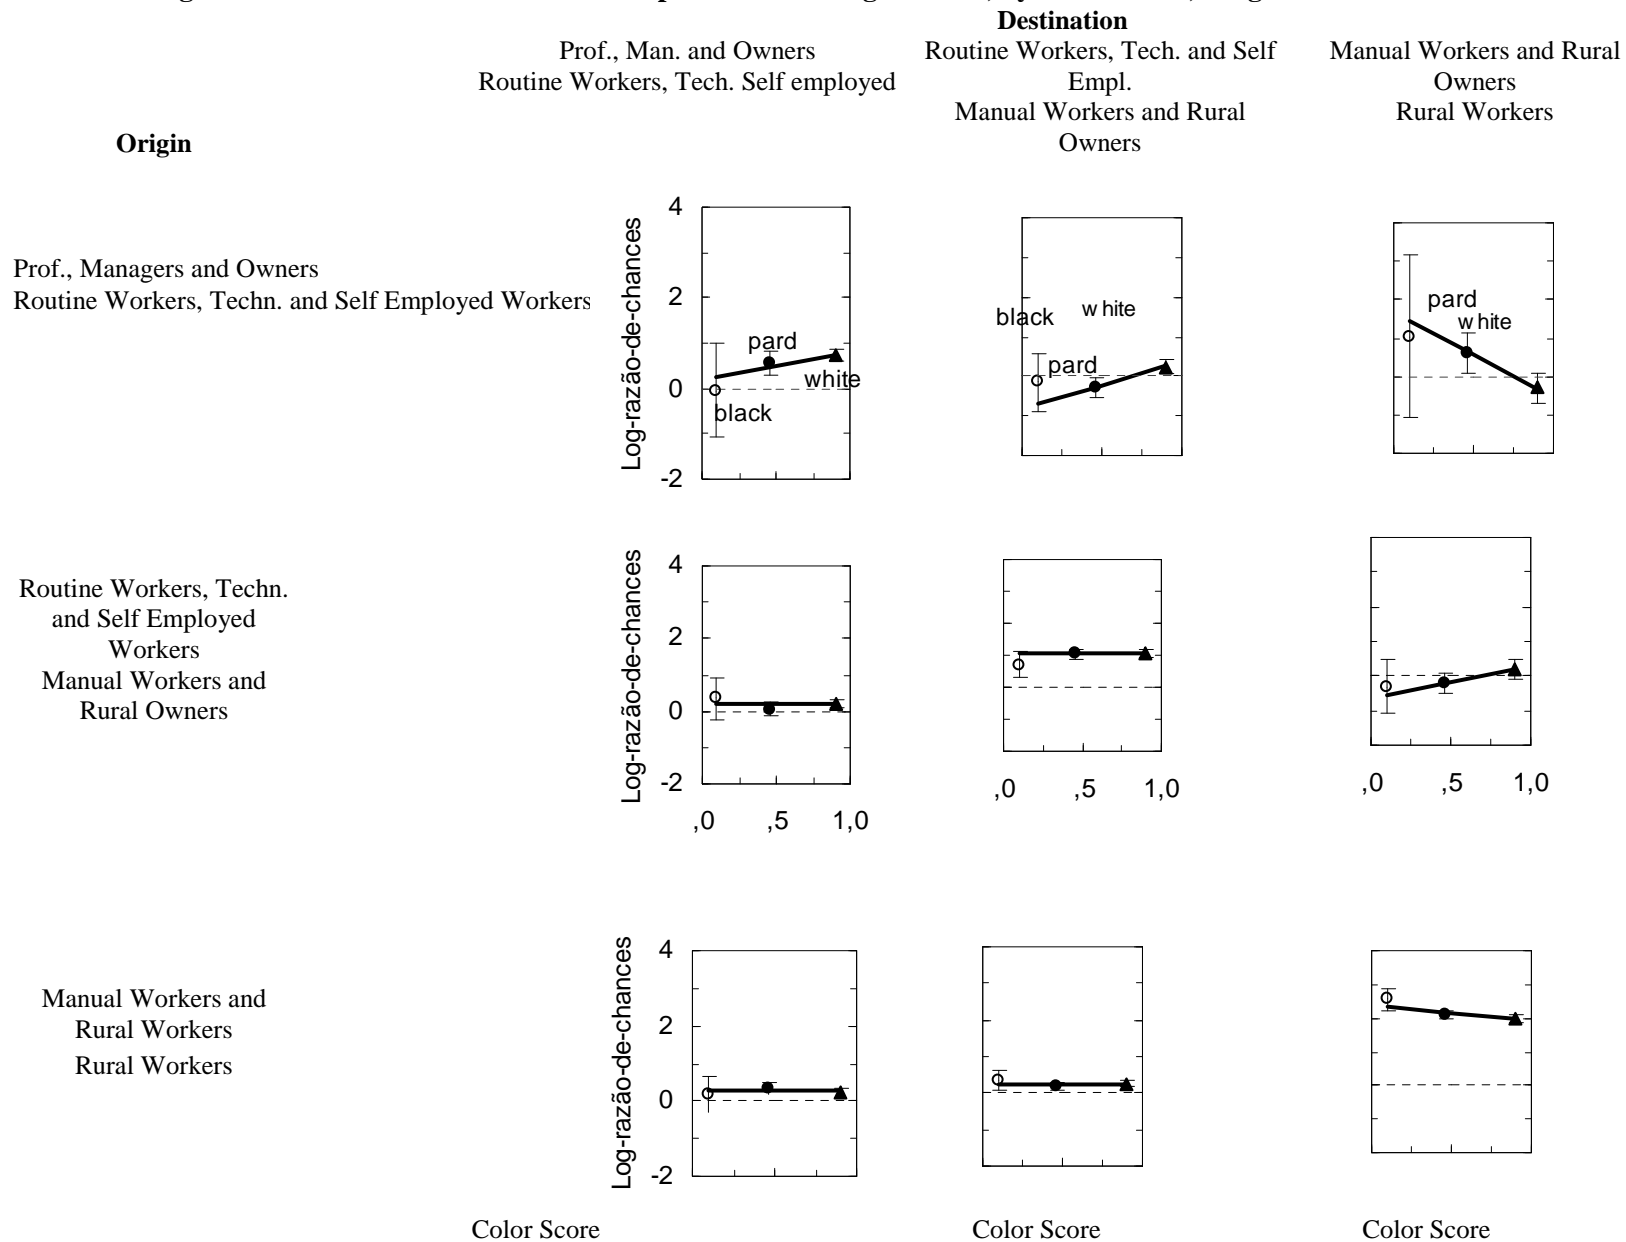 Destination
Prof., Man. and Owners
Routine Workers, Tech. Self employed
Routine Workers, Tech. and Self
Empl.
Manual Workers and Rural
Owners
Manual Workers and Rural
Owners
Rural Workers
Origin
Prof., Managers and Owners
Routine Workers, Techn. and Self Employed Workers
Log-razão-de-chances
4
2
0
-2
pard
white
black
black
white
pard
pard
white
Routine Workers, Techn.
and Self Employed
Workers
Manual Workers and
Rural Owners
Log-razão-de-chances
4
2
0
-2
,0 ,5 1,0
,0 ,5 1,0
,0 ,5 1,0
Manual Workers and
Rural Workers
Rural Workers
Log-razão-de-chances
4
2
0
-2
Color Score
Color Score
Color Score